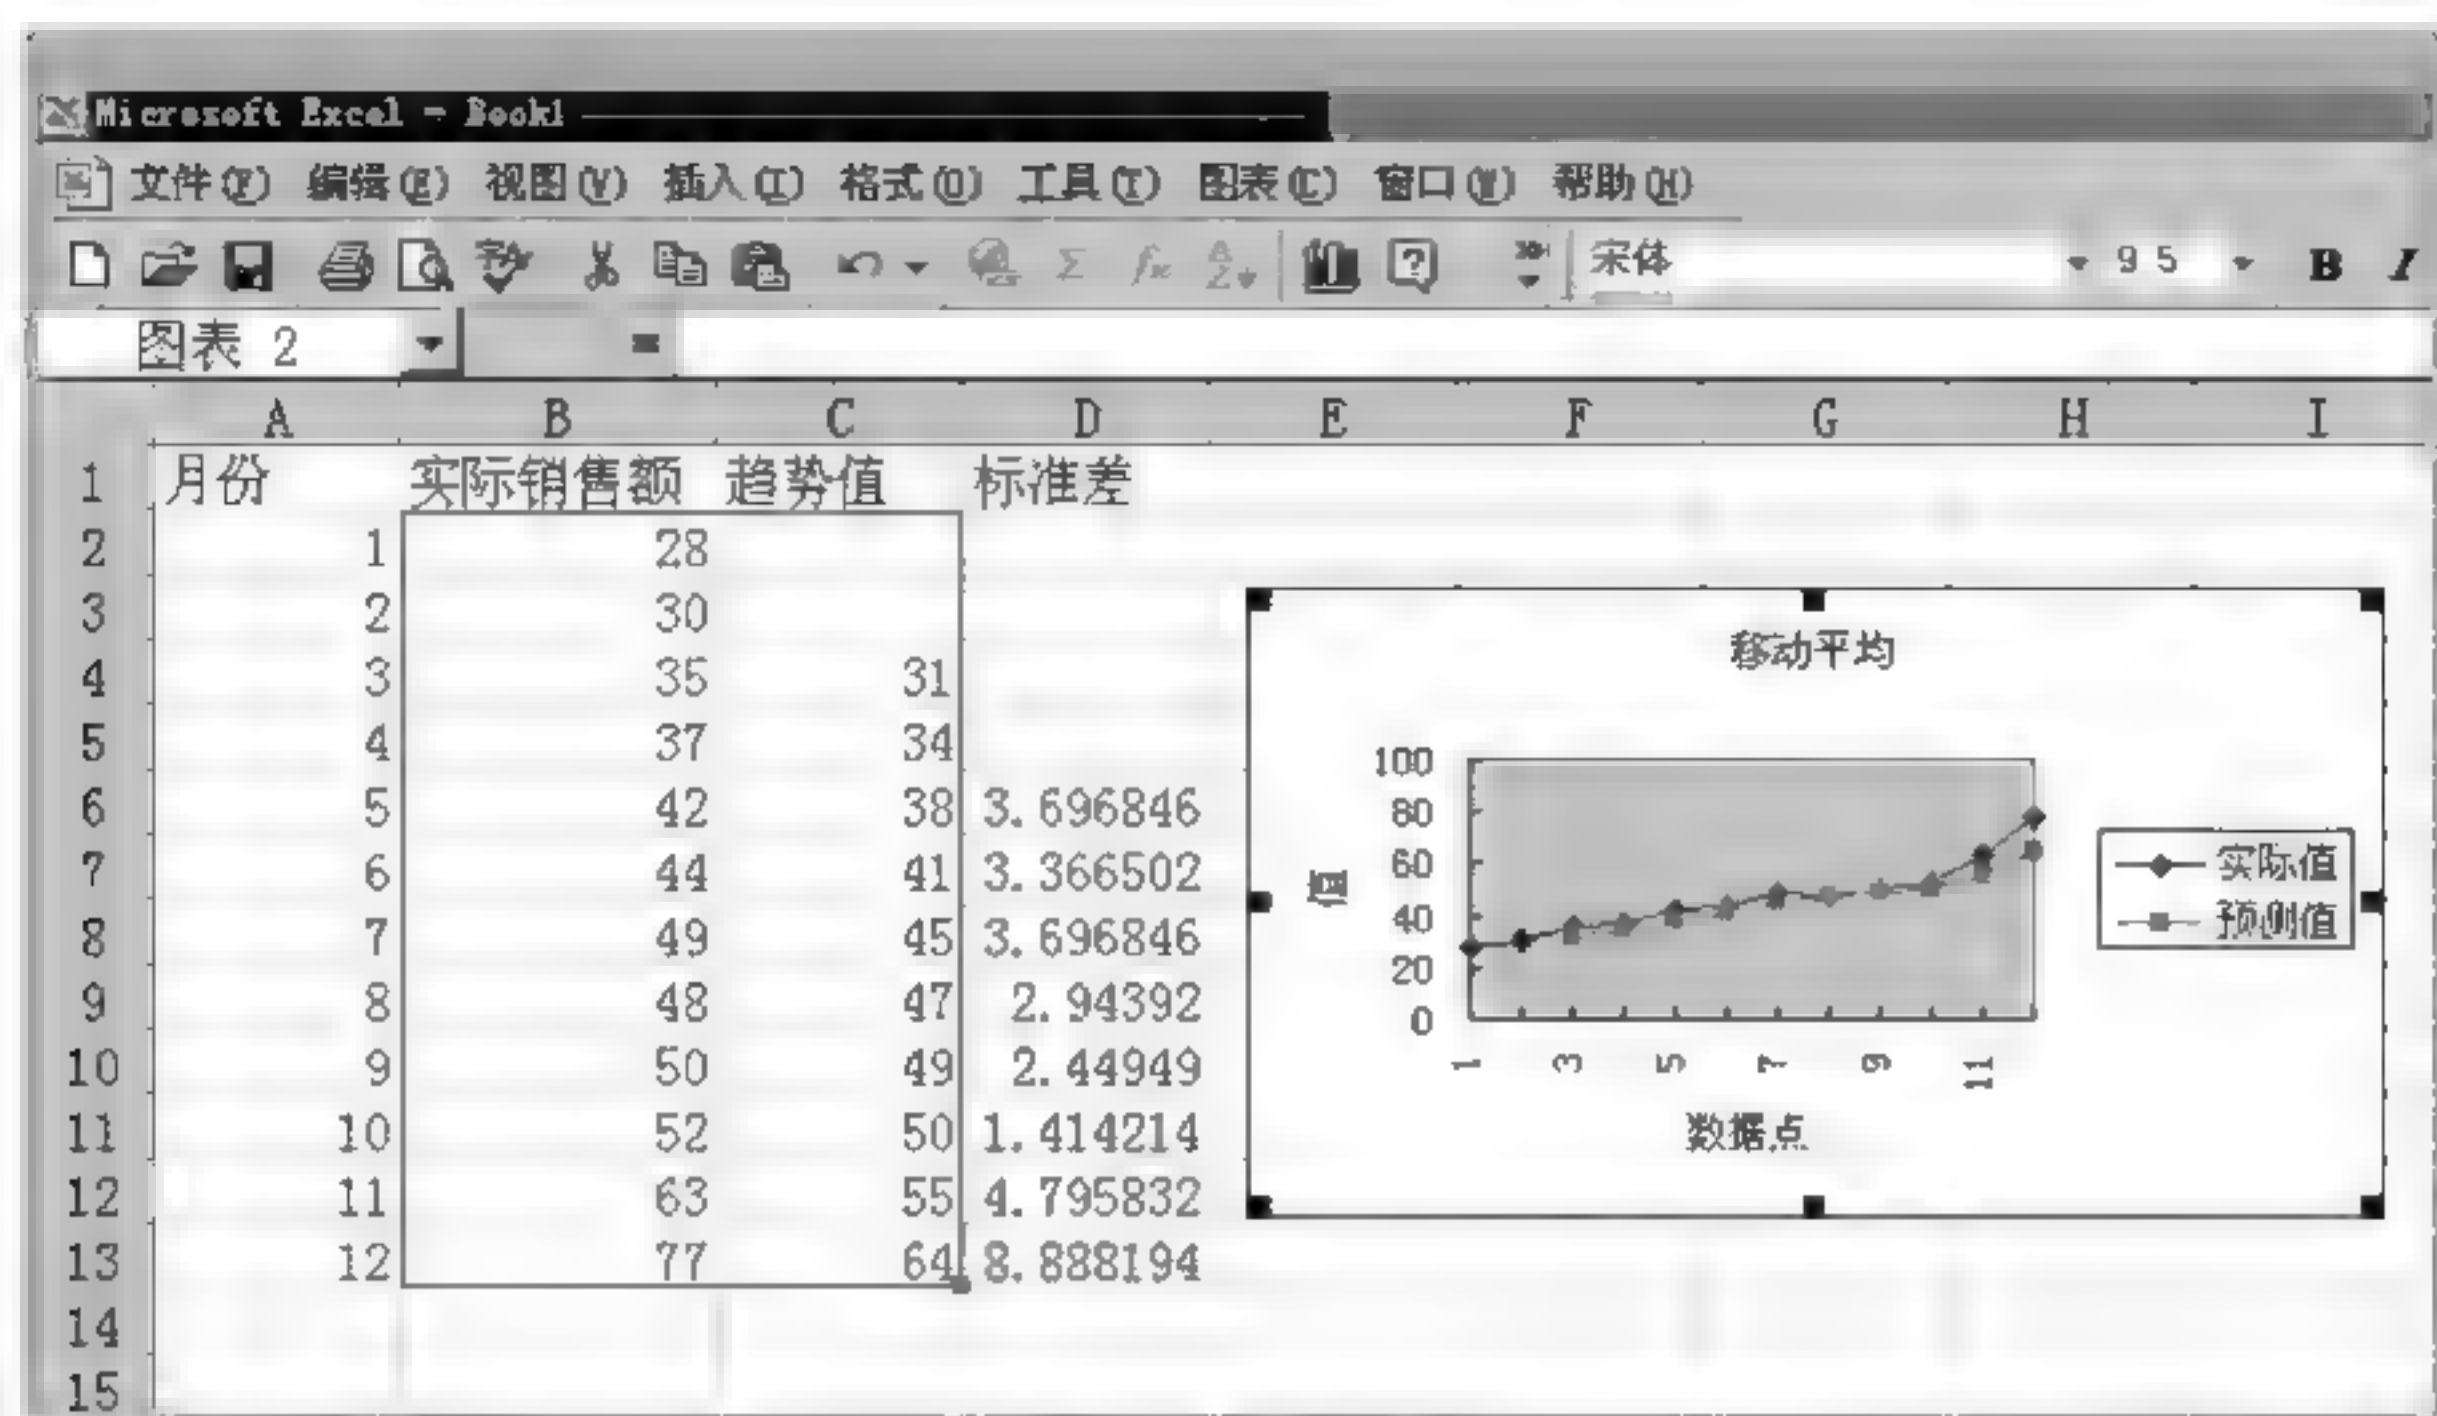 Microsoft Excel - Book1
文件(F) 编辑(E) 视图(V) 插入(I) 格式(O) 工具(T) 图表(C) 窗口(W) 帮助(H)
宋体 9 5 B I
图表 2 =
A B C D E F G H I
1 月份 实际销售额 趋势值 标准差
2 1 28
3 2 30
4 3 35 31
5 4 37 34
6 5 42 38 3.696846
7 6 44 41 3.366502
8 7 49 45 3.696846
9 8 48 47 2.94392
10 9 50 49 2.44949
11 10 52 50 1.414214
12 11 63 55 4.795832
13 12 77 64 8.888194
14
15
移动平均
值
100
80
60
40
20
0
1 3 5 7 9 11
数据点
实际值
预测值